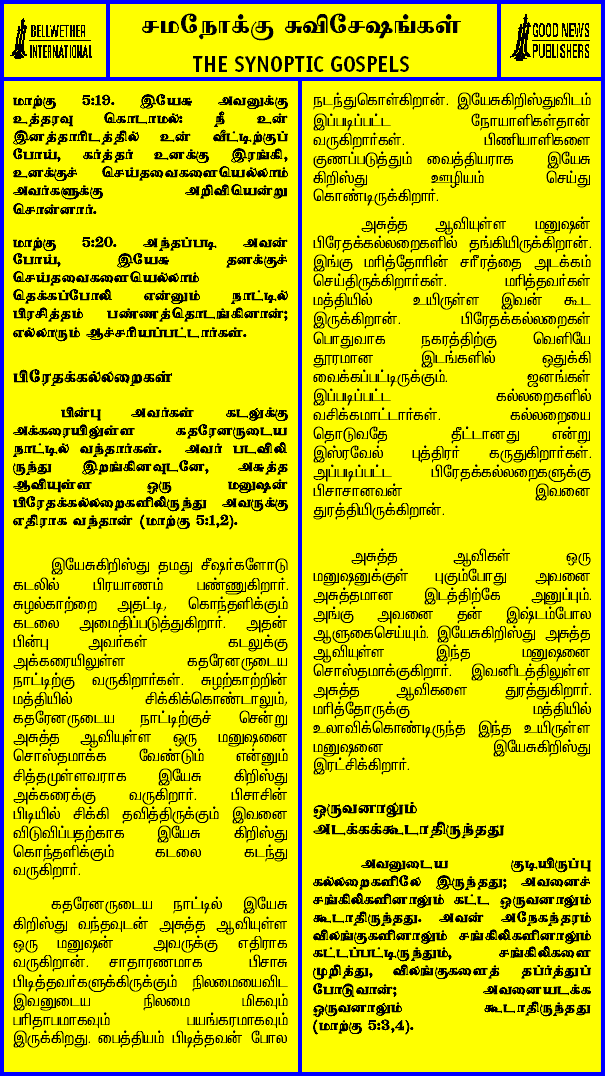 BELLWETHER
INTERNATIONAL
சமநோக்கு சுவிசேஷங்கள்
THE SYNOPTIC GOSPELS
GOOD NEWS
PUBLISHERS
மாற்கு 5:19. இயேசு அவனுக்கு
உத்தரவு கொடாமல்: நீ உன்
இனத்தாரிடத்தில் உன் வீட்டிற்குப்
போய், கர்த்தர் உனக்கு இரங்கி,
உனக்குச் செய்தவைகளையெல்லாம்
அவர்களுக்கு அறிவியென்று
சொன்னார்.
மாற்கு 5:20. அந்தப்படி அவன்
போய், இயேசு தனக்குச்
செய்தவைகளையெல்லாம்
தெக்கப்போலி என்னும் நாட்டில்
பிரசித்தம் பண்ணத்தொடங்கினான்;
எல்லாரும் ஆச்சரியப்பட்டார்கள்.
பிரேதக்கல்லறைகள்
பின்பு அவர்கள் கடலுக்கு
அக்கரையிலுள்ள கதரேனருடைய
நாட்டில் வந்தார்கள். அவர் படவிலி
ருந்து இறங்கினவுடனே, அசுத்த
ஆவியுள்ள ஒரு மனுஷன்
பிரேதக்கல்லறைகளிலிருந்து அவருக்கு
எதிராக வந்தான் (மாற்கு 5:1,2).
இயேசுகிறிஸ்து தமது சீஷர்களோடு
கடலில் பிரயாணம் பண்ணுகிறார்.
சுழல்காற்றை அதட்டி, கொந்தளிக்கும்
கடலை அமைதிப்படுத்துகிறார். அதன்
பின்பு அவர்கள் கடலுக்கு
அக்கரையிலுள்ள கதரேனருடைய
நாட்டிற்கு வருகிறார்கள். சுழற்காற்றின்
மத்தியில் சிக்கிக்கொண்டாலும்,
கதரேனருடைய நாட்டிற்குச் சென்று
அசுத்த ஆவியுள்ள ஒரு மனுஷனை
சொஸ்தமாக்க வேண்டும் என்னும்
சித்தமுள்ளவராக இயேசு கிறிஸ்து
அக்கரைக்கு வருகிறார். பிசாசின்
பிடியில் சிக்கி தவித்திருக்கும் இவனை
விடுவிப்பதற்காக இயேசு கிறிஸ்து
கொந்தளிக்கும் கடலை கடந்து
வருகிறார்.
கதரேனருடைய நாட்டில் இயேசு
கிறிஸ்து வந்தவுடன் அசுத்த ஆவியுள்ள
ஒரு மனுஷன் அவருக்கு எதிராக
வருகிறான். சாதாரணமாக பிசாசு
பிடித்தவர்களுக்கிருக்கும் நிலமையைவிட
இவனுடைய நிலமை மிகவும்
பரிதாபமாகவும் பயங்கரமாகவும்
இருக்கிறது. பைத்தியம் பிடித்தவன் போல
நடந்துகொள்கிறான். இயேசுகிறிஸ்துவிடம்
இப்படிப்பட்ட நோயாளிகள்தான்
வருகிறார்கள். பிணியாளிகளை
குணப்படுத்தும் வைத்தியராக இயேசு
கிறிஸ்து ஊழியம் செய்து
கொண்டிருக்கிறார்.
அசுத்த ஆவியுள்ள மனுஷன்
பிரேதக்கல்லறைகளில் தங்கியிருக்கிறான்.
இங்கு மரித்தோரின் சரீரத்தை அடக்கம்
செய்திருக்கிறார்கள். மரித்தவர்கள்
மத்தியில் உயிருள்ள இவன் கூட
இருக்கிறான். பிரேதக்கல்லறைகள்
பொதுவாக நகரத்திற்கு வெளியே
தூரமான இடங்களில் ஒதுக்கி
வைக்கப்பட்டிருக்கும். ஜனங்கள்
இப்படிப்பட்ட கல்லறைகளில்
வசிக்கமாட்டார்கள். கல்லறையை
தொடுவதே தீட்டானது என்று
இஸ்ரவேல் புத்திரர் கருதுகிறார்கள்.
அப்படிப்பட்ட பிரேதக்கல்லறைகளுக்கு
பிசாசானவன் இவனை
துரத்தியிருக்கிறான்.
அசுத்த ஆவிகள் ஒரு
மனுஷனுக்குள் புகும்போது அவனை
அசுத்தமான இடத்திற்கே அனுப்பும்.
அங்கு அவனை தன் இஷ்டம்போல
ஆளுகைசெய்யும். இயேசுகிறிஸ்து அசுத்த
ஆவியுள்ள இந்த மனுஷனை
சொஸ்தமாக்குகிறார். இவனிடத்திலுள்ள
அசுத்த ஆவிகளை துரத்துகிறார்.
மரித்தோருக்கு மத்தியில்
உலாவிக்கொண்டிருந்த இந்த உயிருள்ள
மனுஷனை இயேசுகிறிஸ்து
இரட்சிக்கிறார்.
ஒருவனாலும்
அடக்கக்கூடாதிருந்தது
அவனுடைய குடியிருப்பு
கல்லறைகளிலே இருந்தது; அவனைச்
சங்கிலிகளினாலும் கட்ட ஒருவனாலும்
கூடாதிருந்தது. அவன் அநேகந்தரம்
விலங்குகளினாலும் சங்கிலிகளினாலும்
கட்டப்பட்டிருந்தும், சங்கிலிகளை
முறித்து, விலங்குகளைத் தப்ர்த்துப்
போடுவான்; அவனையடக்க
ஒருவனாலும் கூடாதிருந்தது
(மாற்கு 5:3,4).